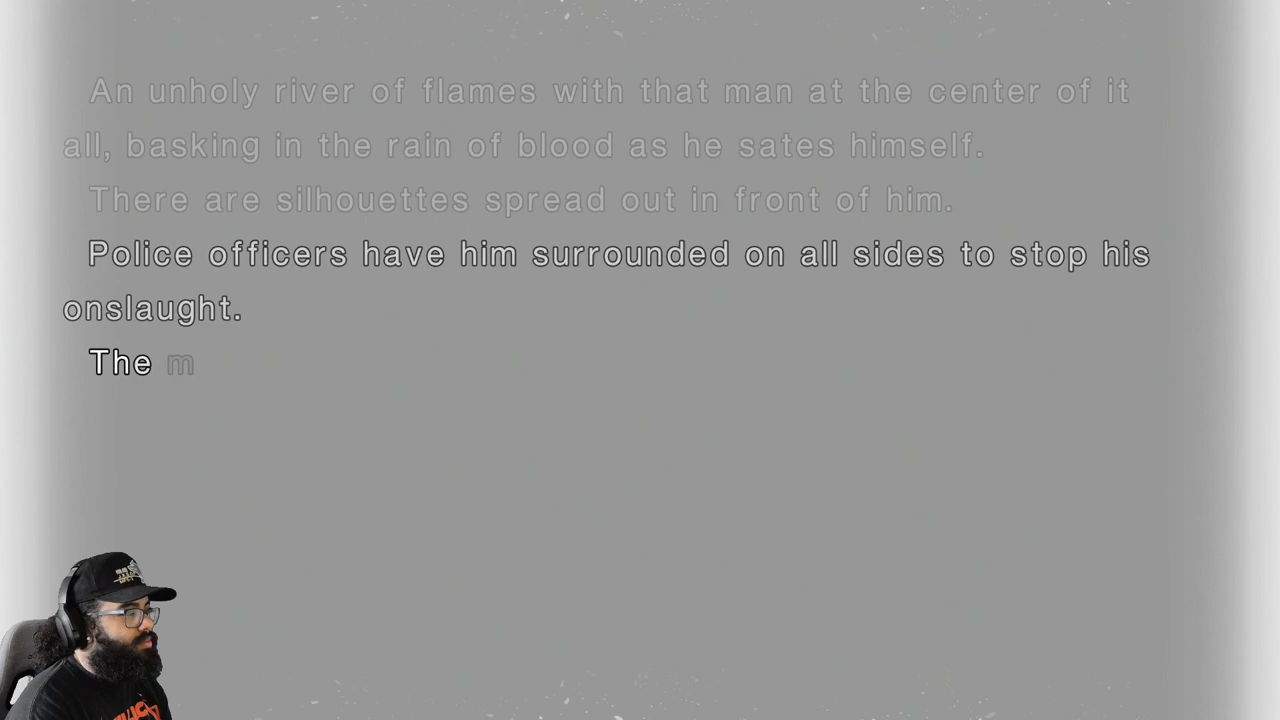 An unholy river of flames with that man at the center of it
all, basking in the rain of blood as he sates himself.
There are silhouettes spread out in front of him.
Police officers have him surrounded on all sides to stop his
onslaught.
The m